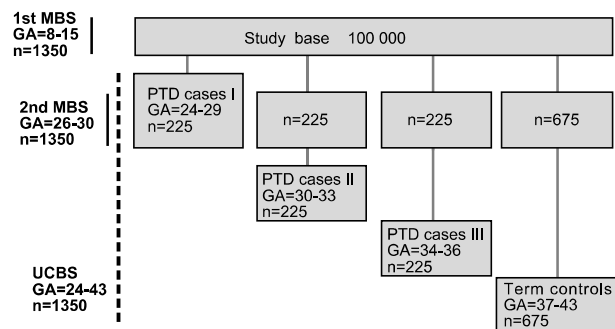 1st MBS
GA=8-15
n=1350
Study base 100 000
2nd MBS
GA=26-30
n=1350
PTD cases I
GA=24-29
n=225
n=225
n=225
n=675
PTD cases II
GA=30-33
n=225
PTD cases III
GA=34-36
n=225
UCBS
GA=24-43
n=1350
Term controls
GA=37-43
n=675